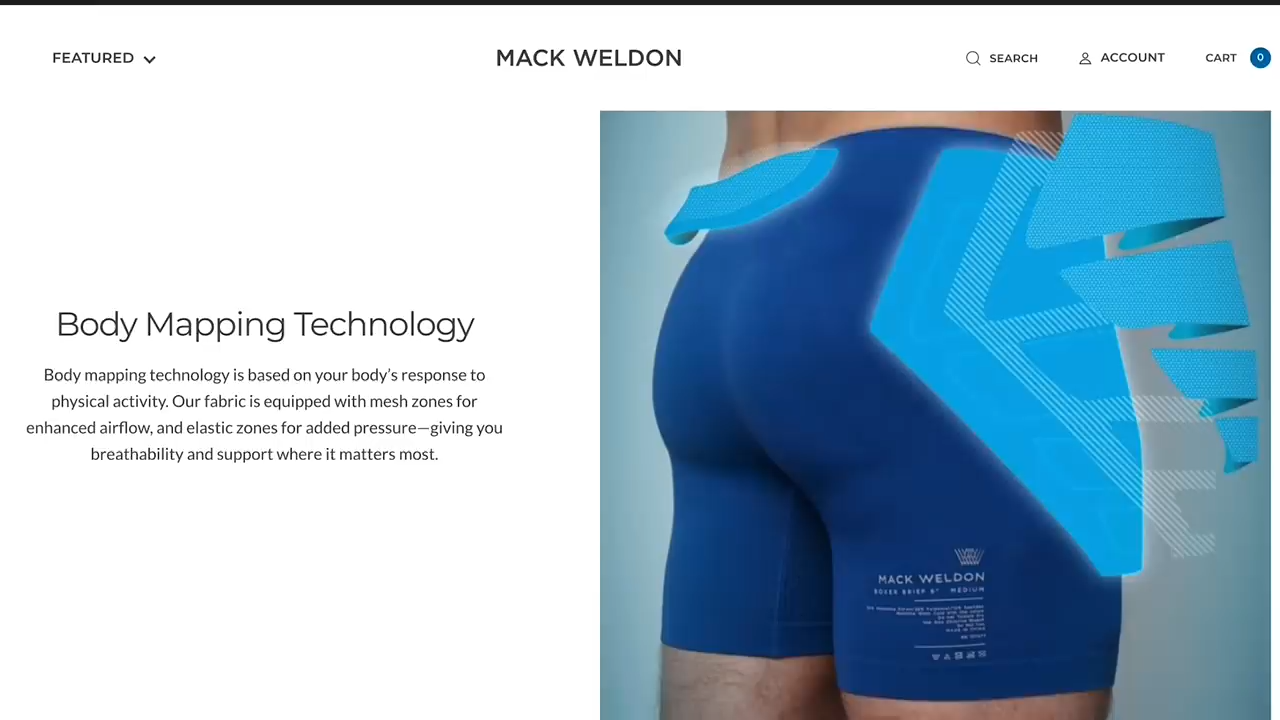 FEATURED
MACK WELDON
SEARCH
ACCOUNT
CART 0
Body Mapping Technology
Body mapping technology is based on your body’s response to
physical activity. Our fabric is equipped with mesh zones for
enhanced airflow, and elastic zones for added pressure—giving you
breathability and support where it matters most.
MACK WELDON
BOXER BRIEF 8" MEDIUM